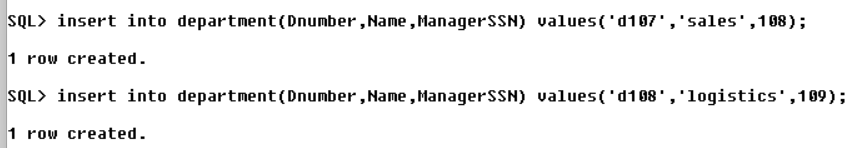 SQL> insert into department(Dnumber,Name,ManagerSSN) values('d107','sales',108);
1 row created.
SQL> insert into department(Dnumber,Name,ManagerSSN) values('d108','logistics',109);
1 row created.